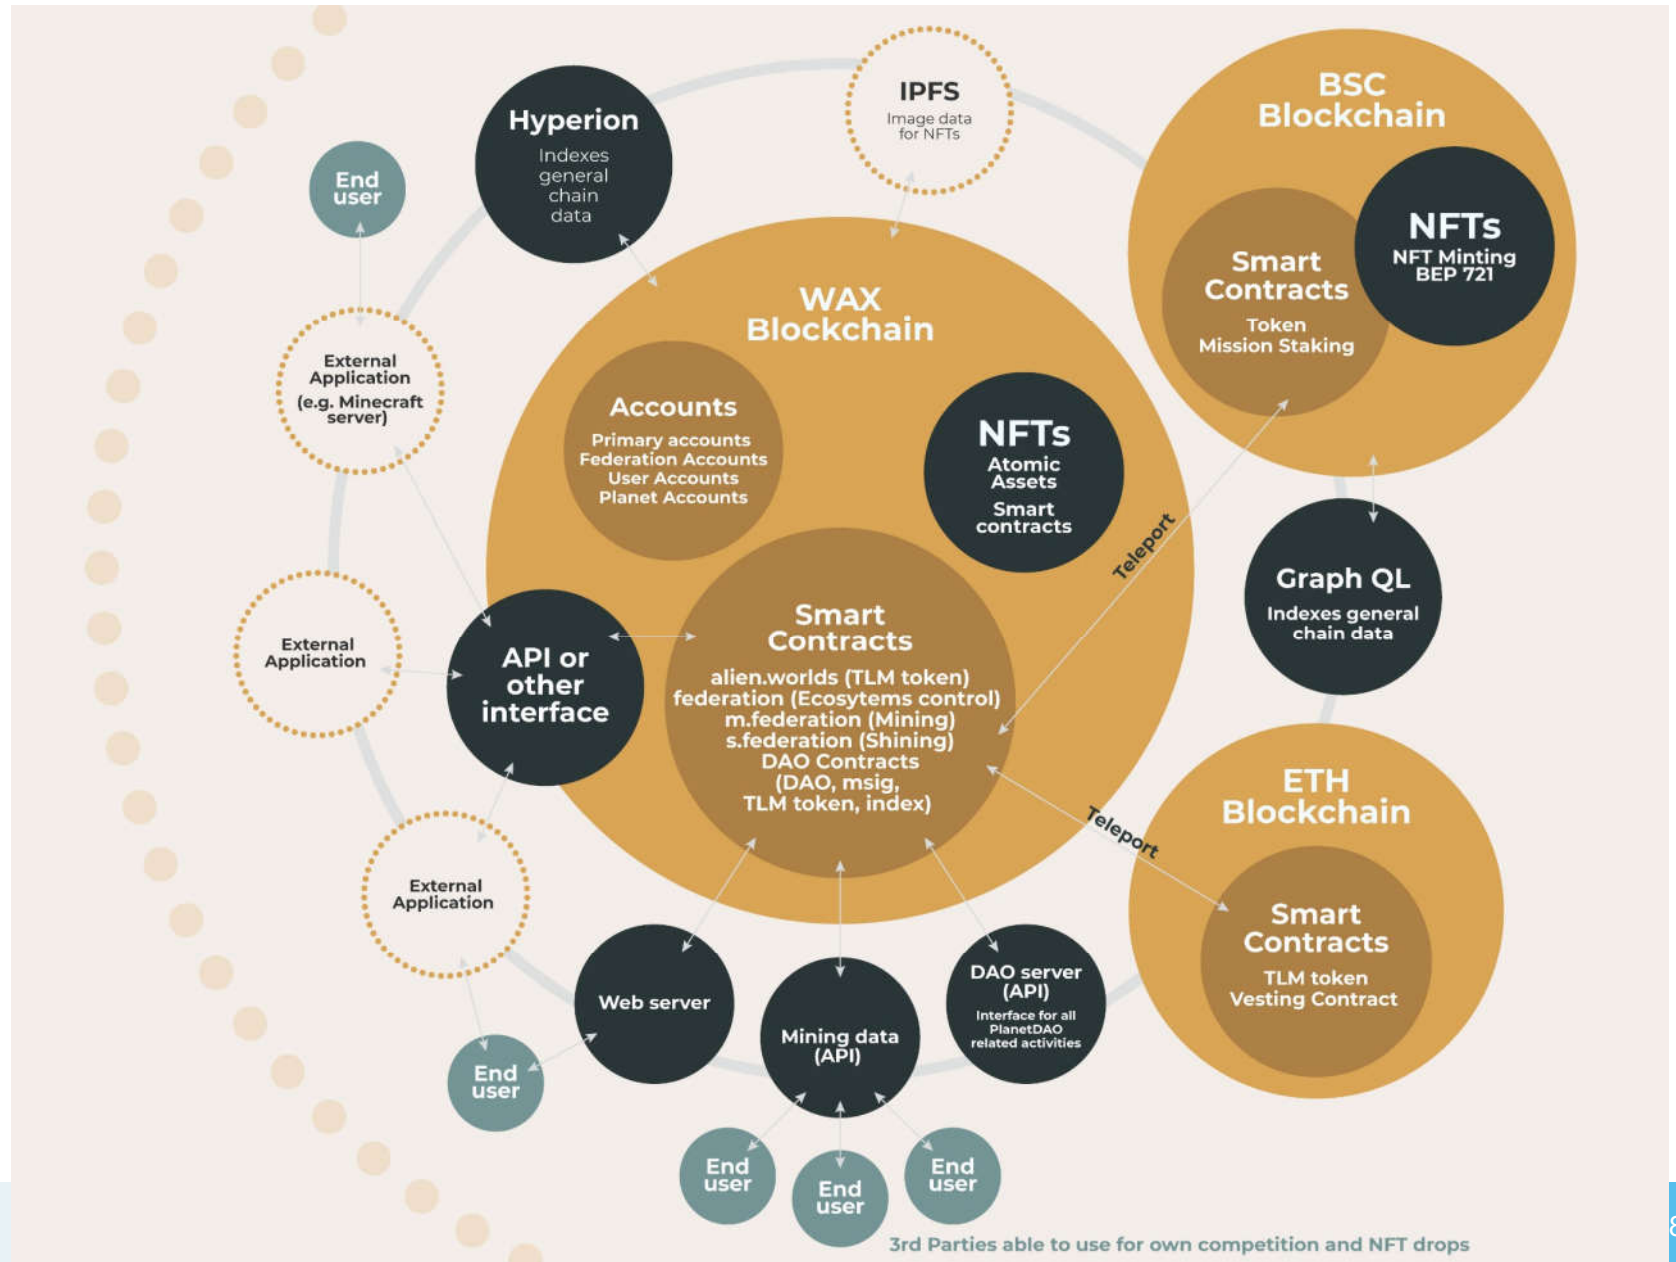 IPFS
Image data
for NFTs
BSC
Blockchain
Hyperion
Indexes
general
chain
data
End
user
NFTs
NFT Minting
BEP 721
Smart
Contracts
Token
Mission Staking
WAX
Blockchain
External
Application
(e.g. Minecraft
server)
Accounts
Primary accounts
Federation Accounts
User Accounts
Planet Accounts
NFTs
Atomic
Assets
Smart
contracts
Teleport
Graph QL
Indexes general
chain data
Smart
Contracts
alien.worlds (TLM token)
federation (Ecosytems control)
m.federation (Mining)
s.federation (Shining)
DAO Contracts
(DAO, msig,
TLM token, index)
External
Application
API or
other
interface
ETH
Blockchain
Teleport
Smart
Contracts
TLM token
Vesting Contract
External
Application
Web server
Mining data
(API)
DAO server
(API)
Interface for all
PlanetDAO
related activities
End
user
End
user
End
user
End
user
3rd Parties able to use for own competition and NFT drops